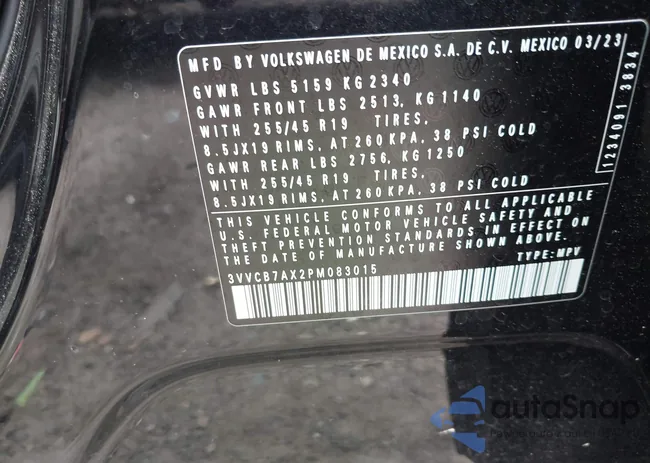 MFD BY VOLKSWAGEN DE MEXICO S.A. DE C.V. MEXICO 03/23
GVWR LBS 5159 KG 2340
GAWR FRONT LBS 2513, KG 1140
WITH 255/45 R19 TIRES,
8.5JX19 RIMS, AT 260 KPA, 38 PSI COLD
GAWR REAR LBS 2756, KG 1250
WITH 255/45 R19 TIRES,
8.5JX19 RIMS, AT 260 KPA, 38 PSI COLD
THIS VEHICLE CONFORMS TO ALL APPLICABLE
U.S. FEDERAL MOTOR VEHICLE SAFETY AND
THEFT PREVENTION STANDARDS IN EFFECT ON
THE DATE OF MANUFACTURE SHOWN ABOVE.
3VVCB7AX2PM083015 TYPE: MPV
1234091 3834
autoSnap